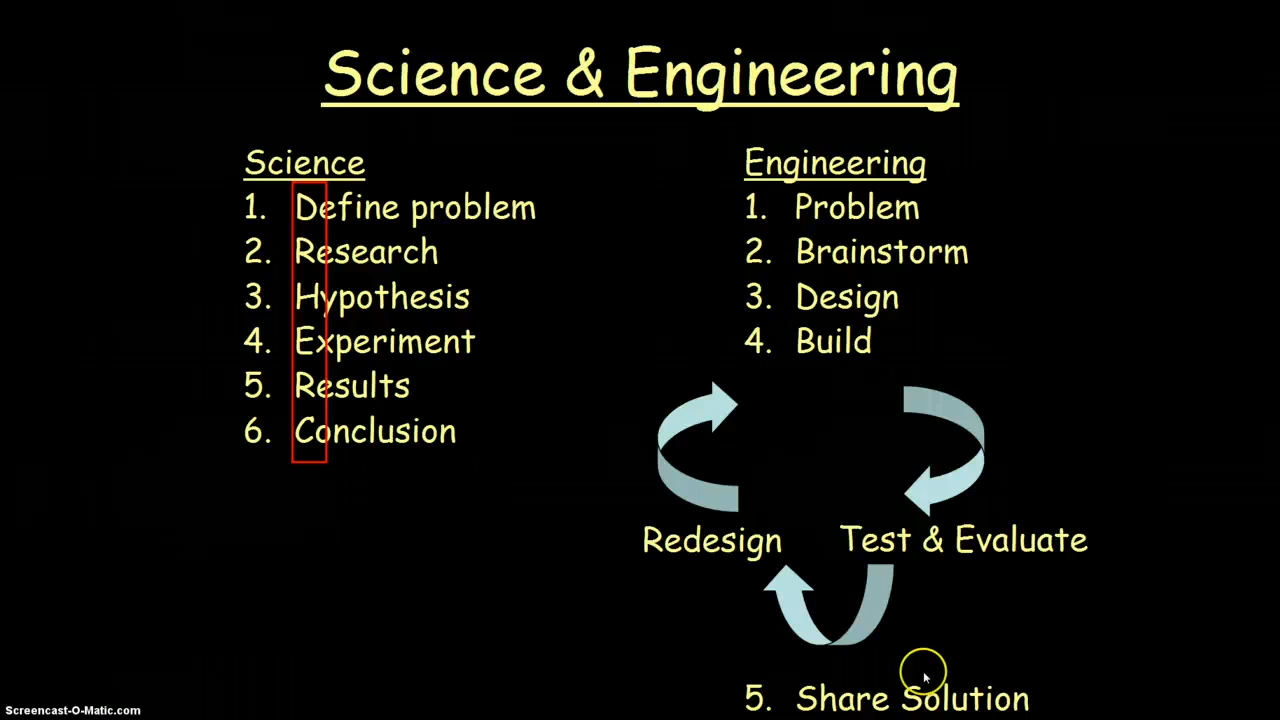 Science & Engineering
Science
1. Define problem
2. Research
3. Hypothesis
4. Experiment
5. Results
6. Conclusion
Engineering
1. Problem
2. Brainstorm
3. Design
4. Build
Redesign
Test & Evaluate
5. Share Solution
Screencast-O-Matic.com